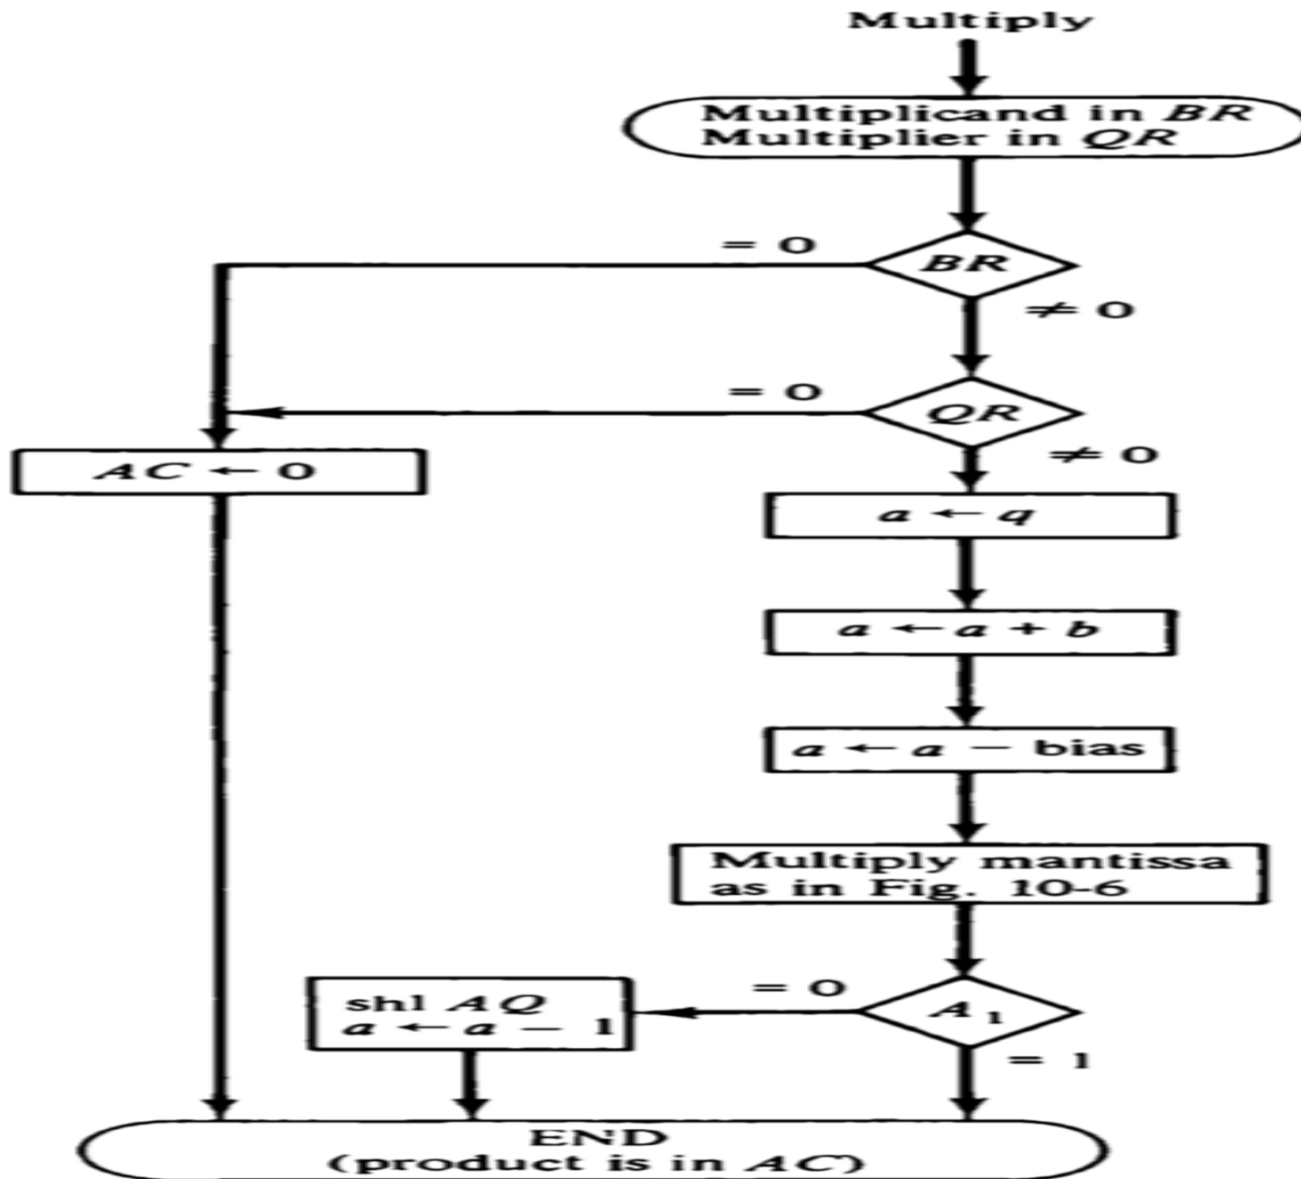 Multiply
Multiplicand in BR
Multiplier in QR
= 0
BR
≠ 0
= 0
QR
≠ 0
AC ← 0
a ← q
a ← a + b
a ← a − bias
Multiply mantissa
as in Fig. 10-6
= 0
A₁
= 1
shl AQ
a ← a − 1
END
(product is in AC)